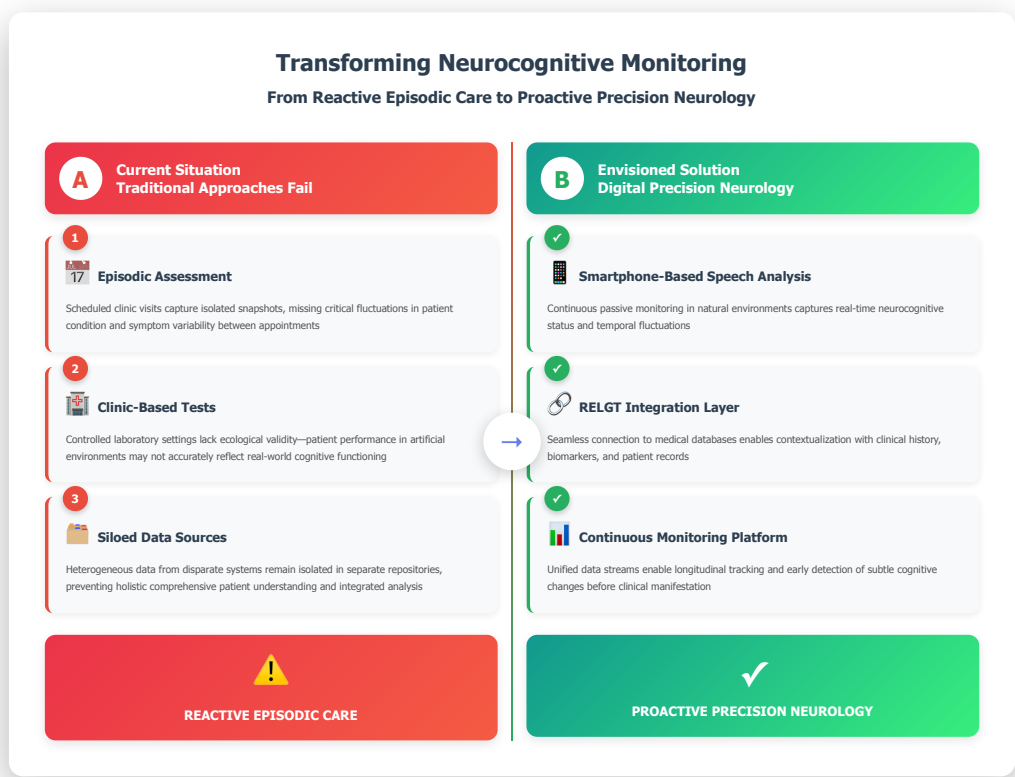 Transforming Neurocognitive Monitoring
From Reactive Episodic Care to Proactive Precision Neurology
A
Current Situation
Traditional Approaches Fail
1
17
Episodic Assessment
Scheduled clinic visits capture isolated snapshots, missing critical fluctuations in patient
condition and symptom variability between appointments
2
Clinic-Based Tests
Controlled laboratory settings lack ecological validity—patient performance in artificial
environments may not accurately reflect real-world cognitive functioning
3
Siloed Data Sources
Heterogeneous data from disparate systems remain isolated in separate repositories,
preventing holistic comprehensive patient understanding and integrated analysis
REACTIVE EPISODIC CARE
B
Envisioned Solution
Digital Precision Neurology
Smartphone-Based Speech Analysis
Continuous passive monitoring in natural environments captures real-time neurocognitive
status and temporal fluctuations
RELGT Integration Layer
Seamless connection to medical databases enables contextualization with clinical history,
biomarkers, and patient records
Continuous Monitoring Platform
Unified data streams enable longitudinal tracking and early detection of subtle cognitive
changes before clinical manifestation
PROACTIVE PRECISION NEUROLOGY